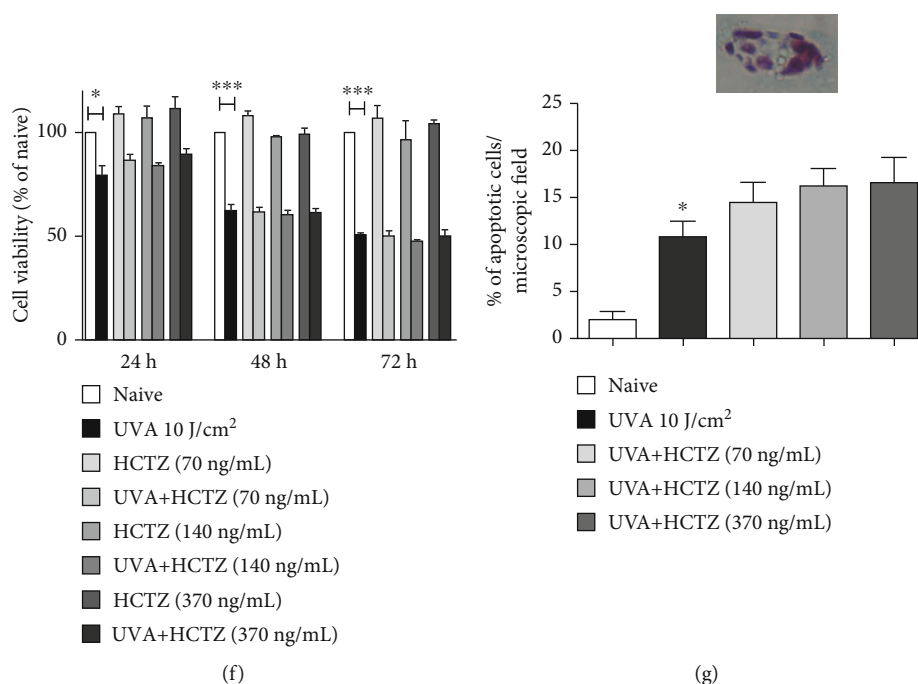 Cell viability (% of naive)
100
50
0
*
***
***
24 h
48 h
72 h
Naive
UVA 10 J/cm²
HCTZ (70 ng/mL)
UVA+HCTZ (70 ng/mL)
HCTZ (140 ng/mL)
UVA+HCTZ (140 ng/mL)
HCTZ (370 ng/mL)
UVA+HCTZ (370 ng/mL)
(f)
% of apoptotic cells/
microscopic field
25
20
15
10
5
0
*
Naive
UVA 10 J/cm²
UVA+HCTZ (70 ng/mL)
UVA+HCTZ (140 ng/mL)
UVA+HCTZ (370 ng/mL)
(g)